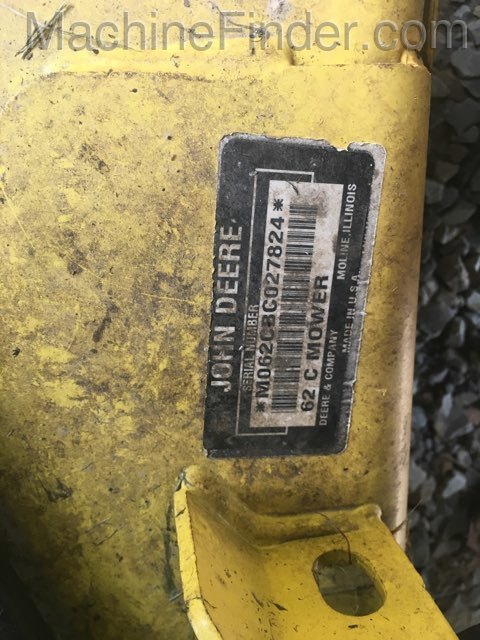 MachineFinder.com
JOHN DEERE
SERIAL NUMBER
*M062CBC027824*
62 C MOWER
DEERE & COMPANY MOLINE, ILLINOIS
MADE IN U.S.A.